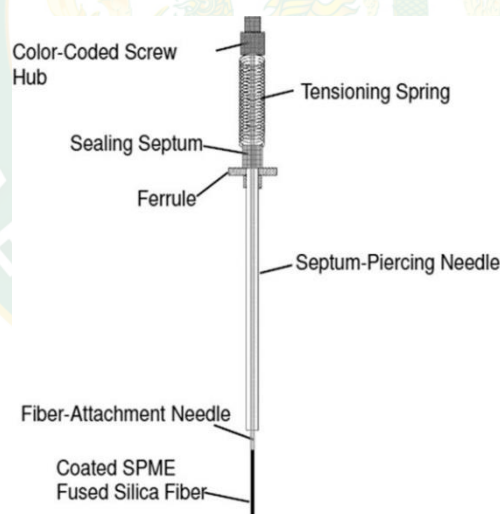 Color-Coded Screw
Hub
Tensioning Spring
Sealing Septum
Ferrule
Septum-Piercing Needle
Fiber-Attachment Needle
Coated SPME
Fused Silica Fiber